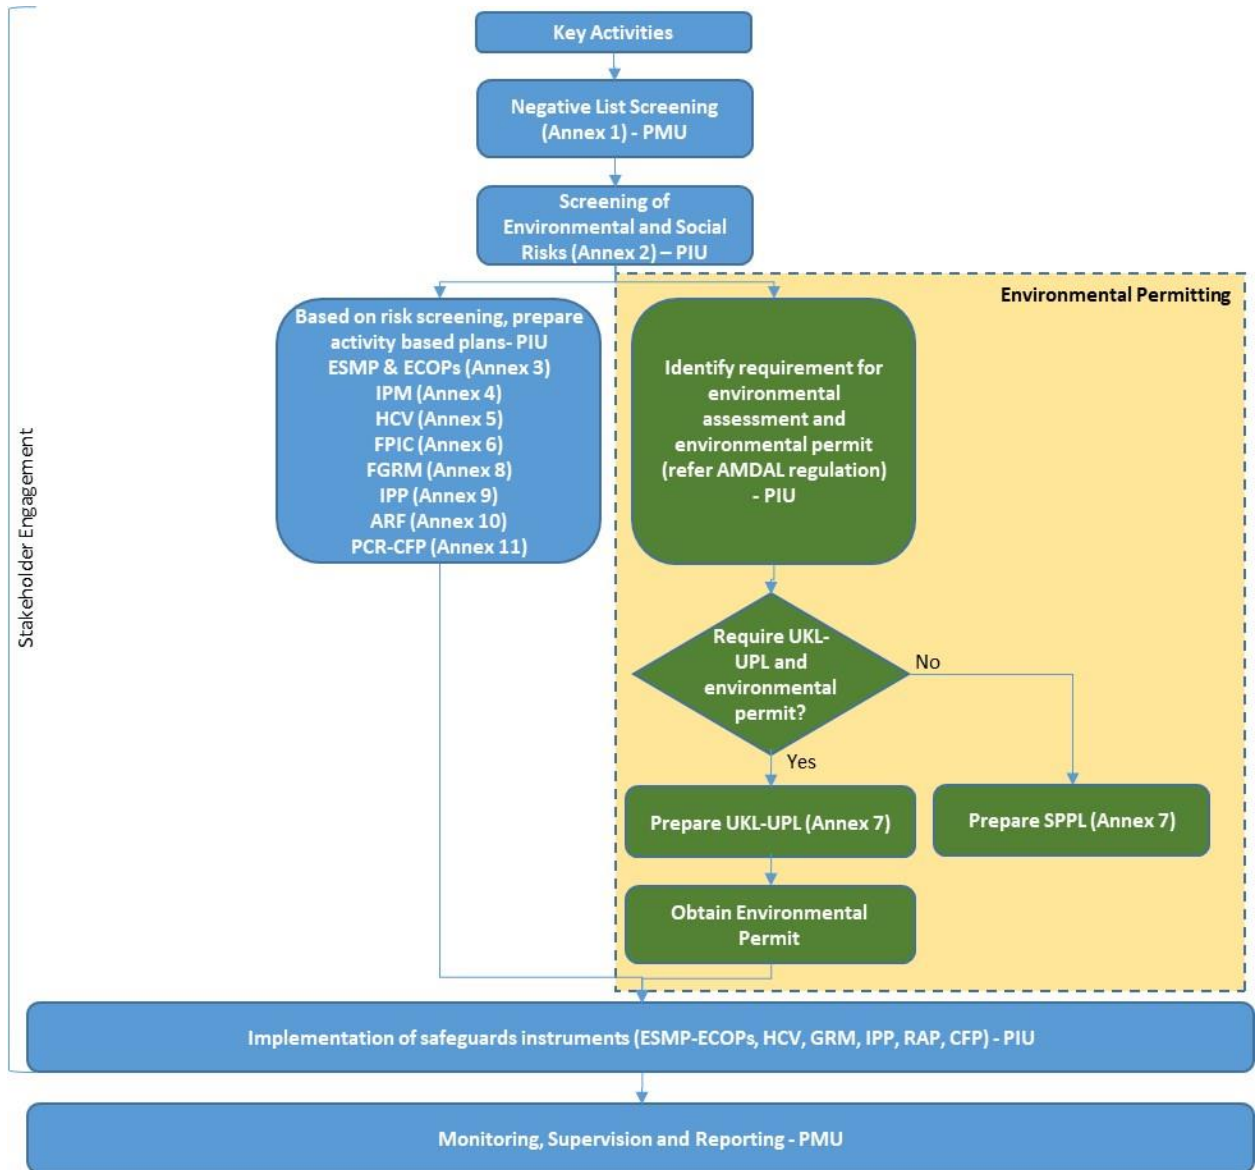 Key Activities
Negative List Screening
(Annex 1) - PMU
Screening of
Environmental and Social
Risks (Annex 2) – PIU
Stakeholder Engagement
Based on risk screening, prepare
activity based plans- PIU
ESMP & ECOPs (Annex 3)
IPM (Annex 4)
HCV (Annex 5)
FPIC (Annex 6)
FGRM (Annex 8)
IPP (Annex 9)
ARF (Annex 10)
PCR-CFP (Annex 11)
Environmental Permitting
Identify requirement for
environmental
assessment and
environmental permit
(refer AMDAL regulation)
- PIU
Require UKL-
UPL and
environmental
permit?
No
Yes
Prepare UKL-UPL (Annex 7)
Prepare SPPL (Annex 7)
Obtain Environmental
Permit
Implementation of safeguards instruments (ESMP-ECOPs, HCV, GRM, IPP, RAP, CFP) - PIU
Monitoring, Supervision and Reporting - PMU